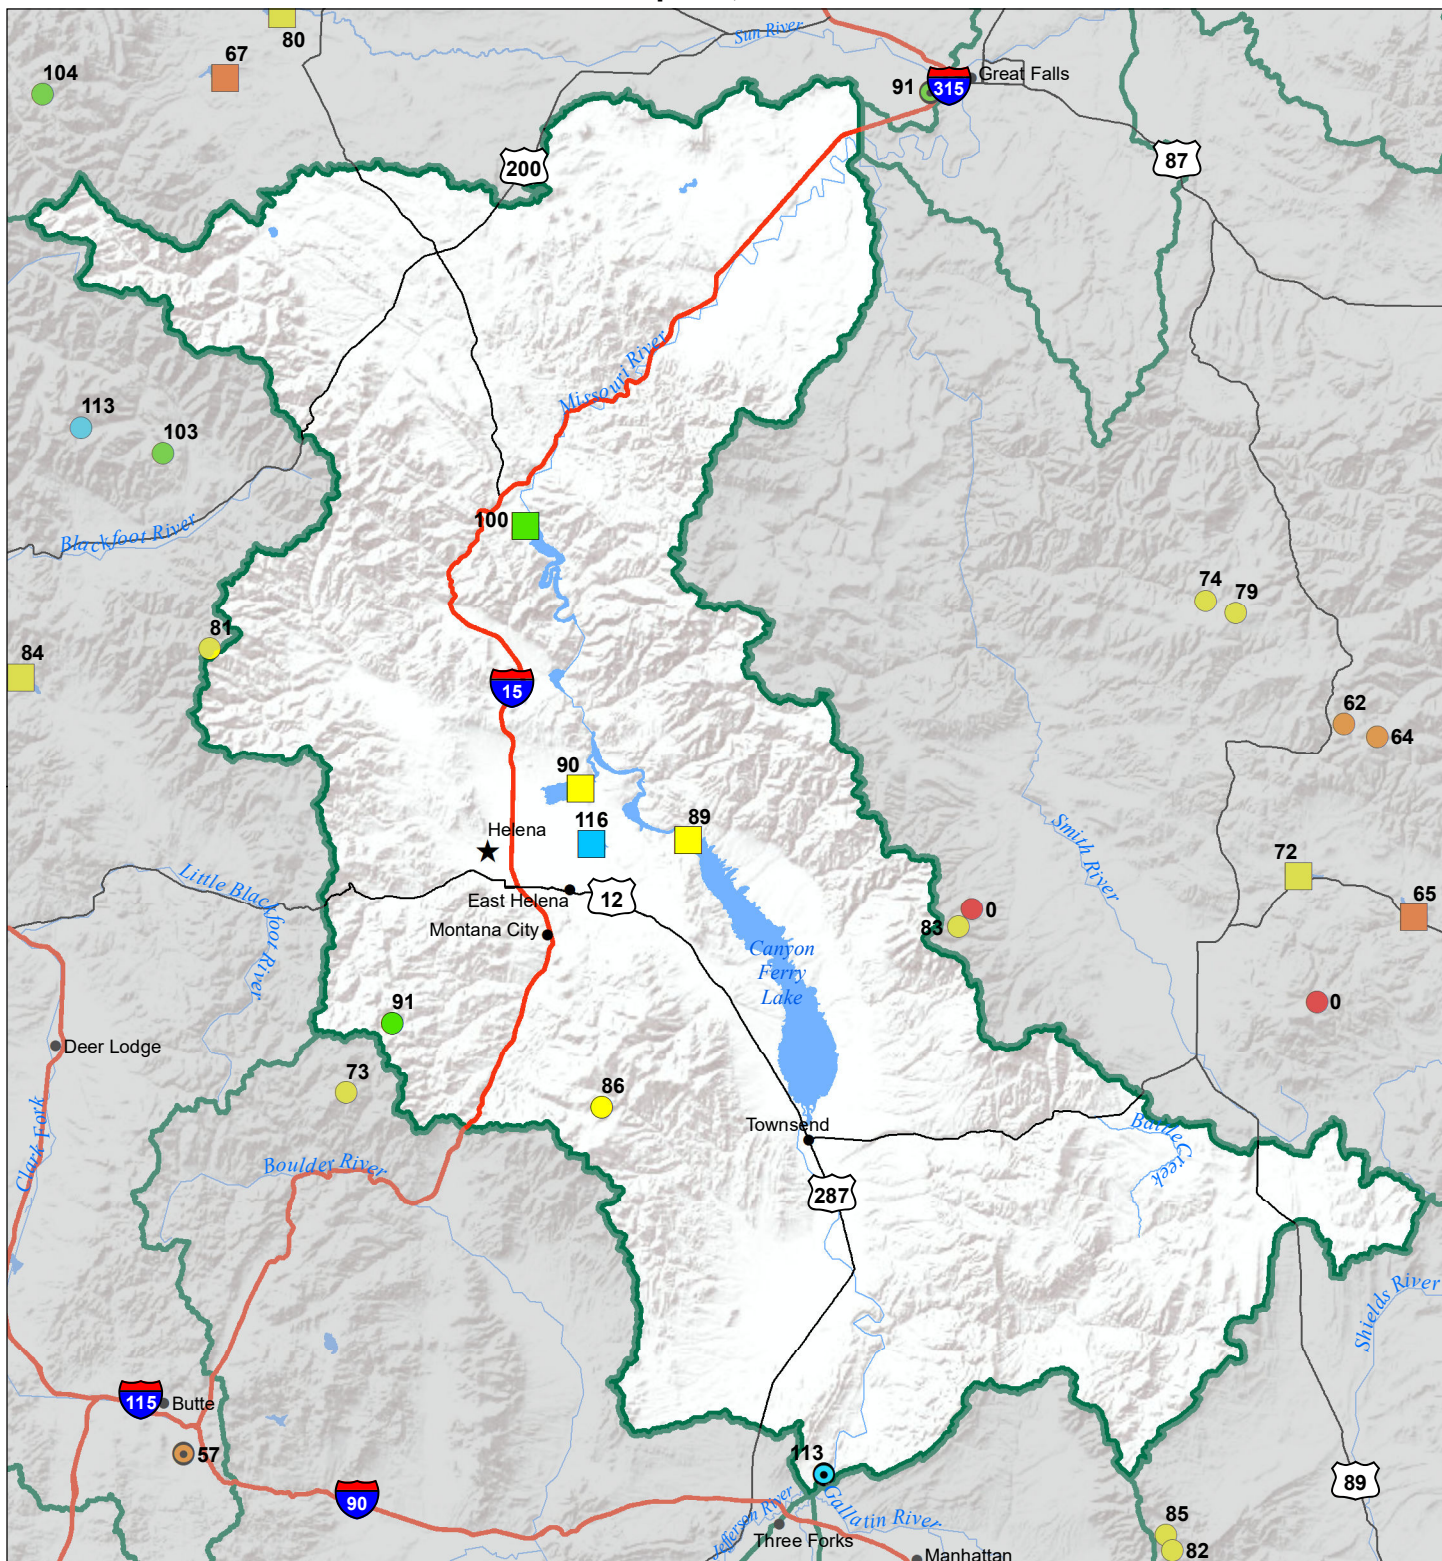 80
67
104
Sun River
Great Falls
91
315
200
87
Missouri River
113
103
100
Blackfoot River
74
79
81
84
15
62
64
90
116
89
Helena
Smith River
72
Little Blackfoot River
East Helena
12
65
Montana City
0
83
Canyon
Ferry
Lake
91
0
Deer Lodge
73
86
Townsend
Battle Creek
Clark Fork
Boulder River
287
Shields River
115
Butte
113
57
90
89
Jefferson River
Gallatin River
Three Forks
85
82
Manhattan